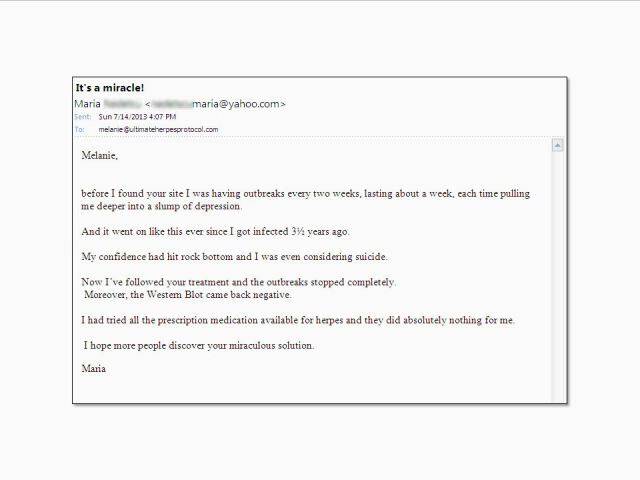 It's a miracle!
Maria < maria@yahoo.com>
Sent: Sun 7/14/2013 4:07 PM
To: melanie@ultimateherpesprotocol.com
Melanie,
before I found your site I was having outbreaks every two weeks, lasting about a week, each time pulling
me deeper into a slump of depression.
And it went on like this ever since I got infected 3½ years ago.
My confidence had hit rock bottom and I was even considering suicide.
Now I've followed your treatment and the outbreaks stopped completely.
Moreover, the Western Blot came back negative.
I had tried all the prescription medication available for herpes and they did absolutely nothing for me.
I hope more people discover your miraculous solution.
Maria